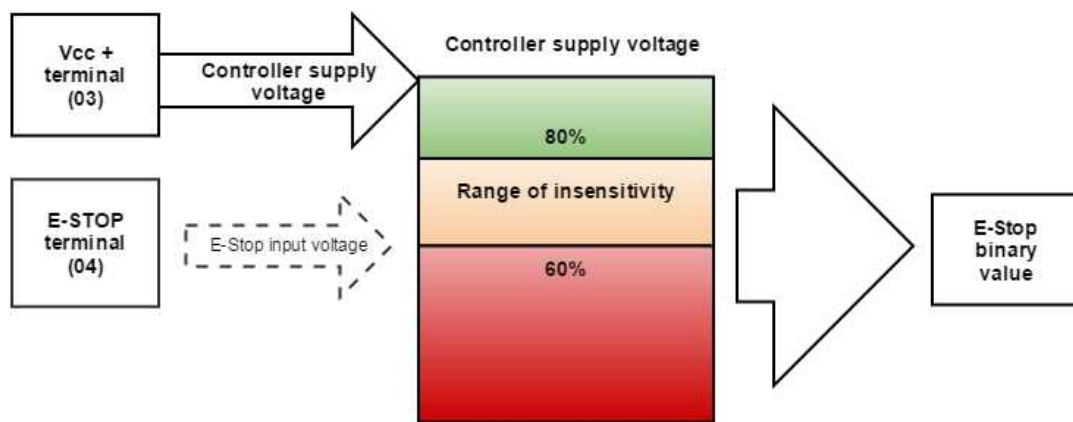 Vcc +
terminal
(03)
Controller supply
voltage
Controller supply voltage
80%
Range of insensitivity
60%
E-STOP
terminal
(04)
E-Stop input voltage
E-Stop
binary
value